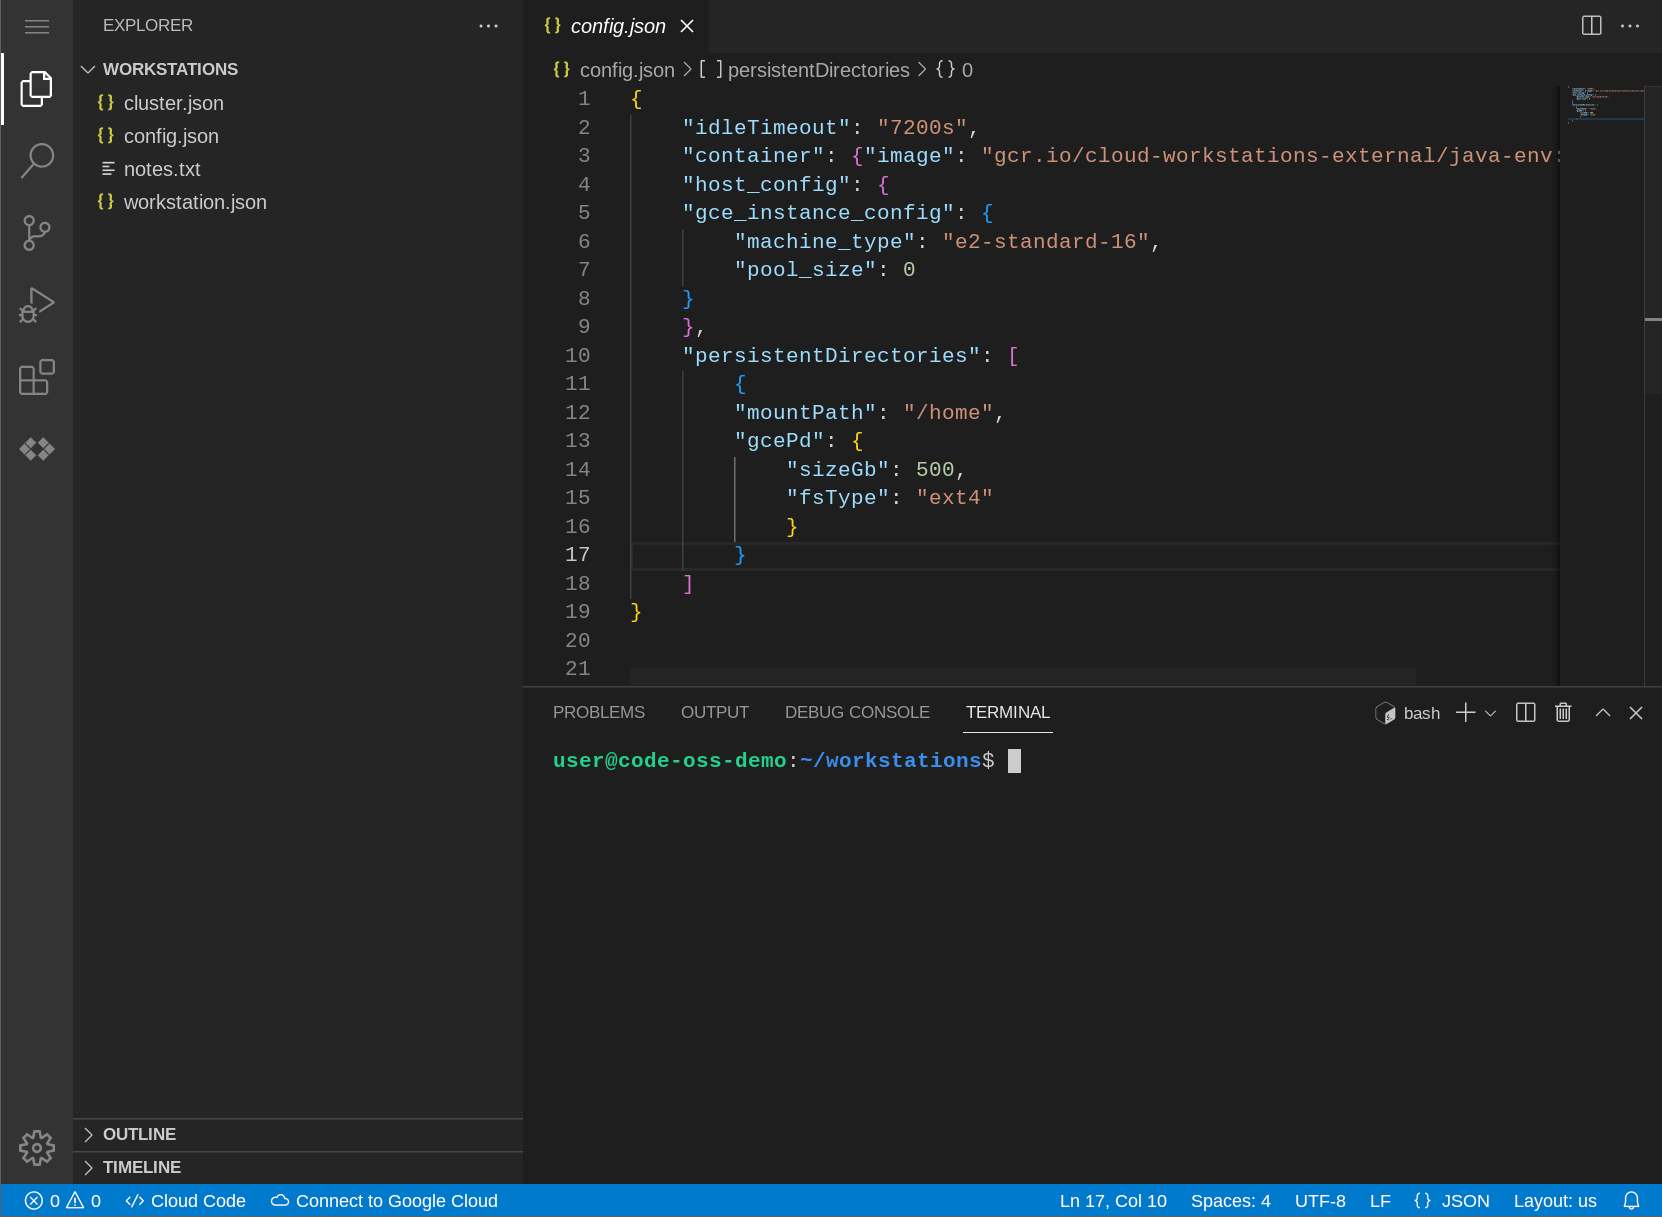 EXPLORER
WORKSTATIONS
cluster.json
config.json
notes.txt
workstation.json
OUTLINE
TIMELINE
{} config.json
{} config.json > [ ] persistentDirectories > {} 0
1 {
2 "idleTimeout": "7200s",
3 "container": {"image": "gcr.io/cloud-workstations-external/java-env:
4 "host_config": {
5 "gce_instance_config": {
6 "machine_type": "e2-standard-16",
7 "pool_size": 0
8 }
9 },
10 "persistentDirectories": [
11 {
12 "mountPath": "/home",
13 "gcePd": {
14 "sizeGb": 500,
15 "fsType": "ext4"
16 }
17 }
18 ]
19 }
20
21
PROBLEMS OUTPUT DEBUG CONSOLE TERMINAL bash
user@code-oss-demo:~/workstations$
0 0 Cloud Code Connect to Google Cloud Ln 17, Col 10 Spaces: 4 UTF-8 LF {} JSON Layout: us